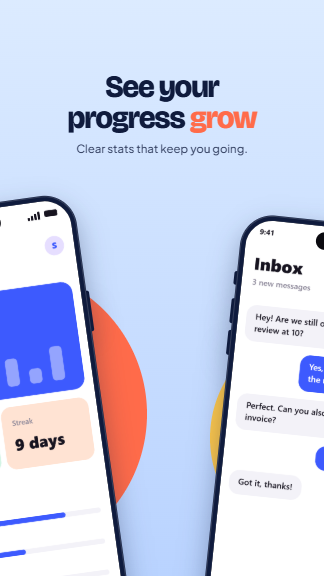 See your
progress grow
Clear stats that keep you going.
S
Streak
9 days
9:41
Inbox
3 new messages
Hey! Are we still
review at 10?
Yes,
the
Perfect. Can you also
invoice?
Got it, thanks!